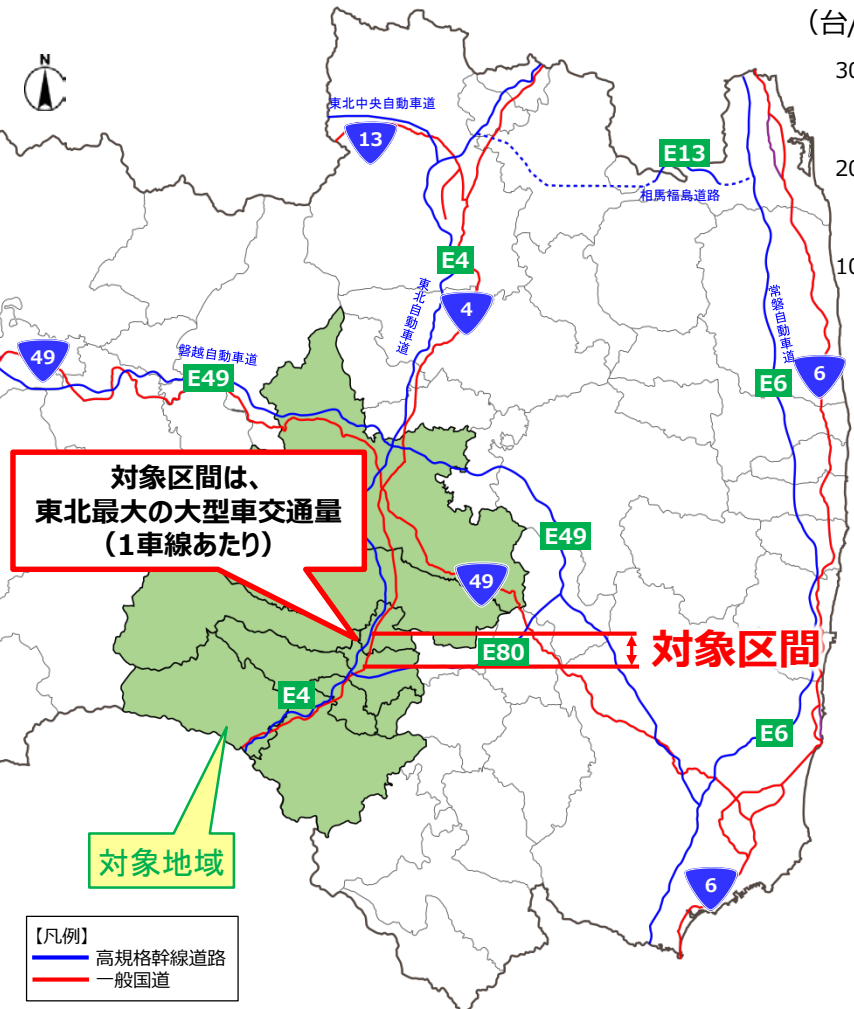 (台/
30
N
東北中央自動車道
13
E13
20
相馬福島道路
E4
10
東北自動車道
4
常磐自動車道
49
磐越自動車道
E49
6
E6
対象区間は、
東北最大の大型車交通量
(1車線あたり)
E49
49
E80
対象区間
E4
E6
対象地域
6
【凡例】
高規格幹線道路
一般国道